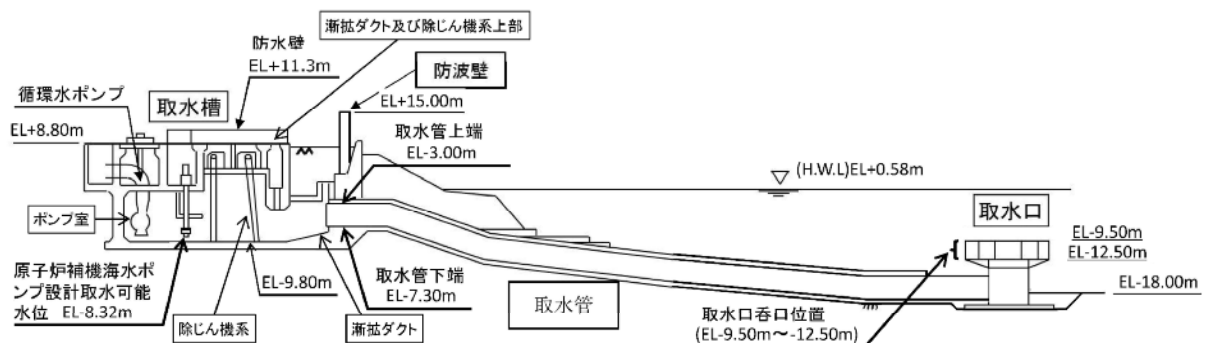 漸拡ダクト及び除じん機系上部
防水壁
EL+11.3m
防波壁
循環水ポンプ
取水槽
EL+15.00m
EL+8.80m
取水管上端
EL-3.00m
(H.W.L)EL+0.58m
取水口
ポンプ室
EL-9.50m
EL-12.50m
原子炉補機海水ポ
ンプ設計取水可能
水位 EL-8.32m
EL-9.80m
取水管下端
EL-7.30m
取水管
EL-18.00m
除じん機系
漸拡ダクト
取水口呑口位置
(EL-9.50m～-12.50m)